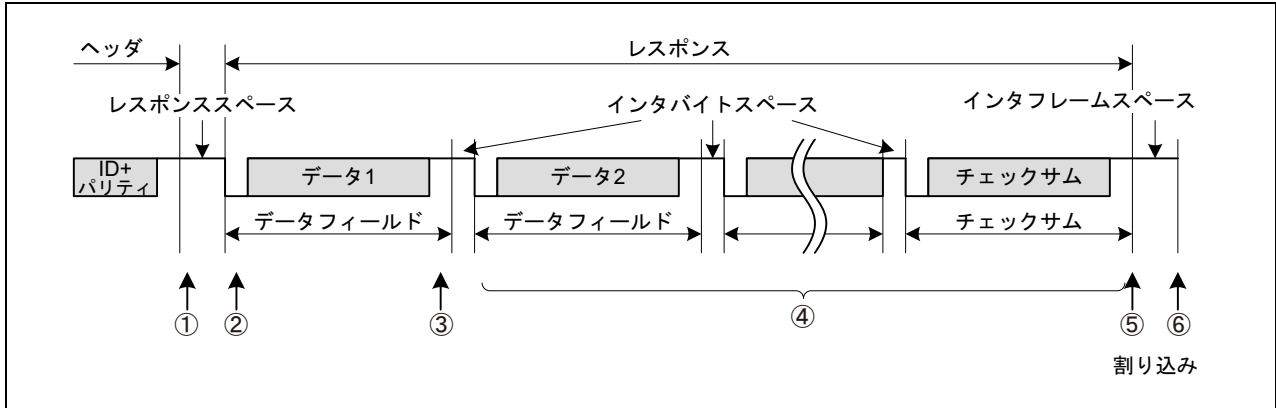 ヘッダ
レスポンス
レスポンススペース
インタバイトスペース
インタフレームスペース
ID+
パリティ
データ1
データ2
チェックサム
データフィールド
データフィールド
チェックサム
①
②
③
④
⑤
⑥
割り込み